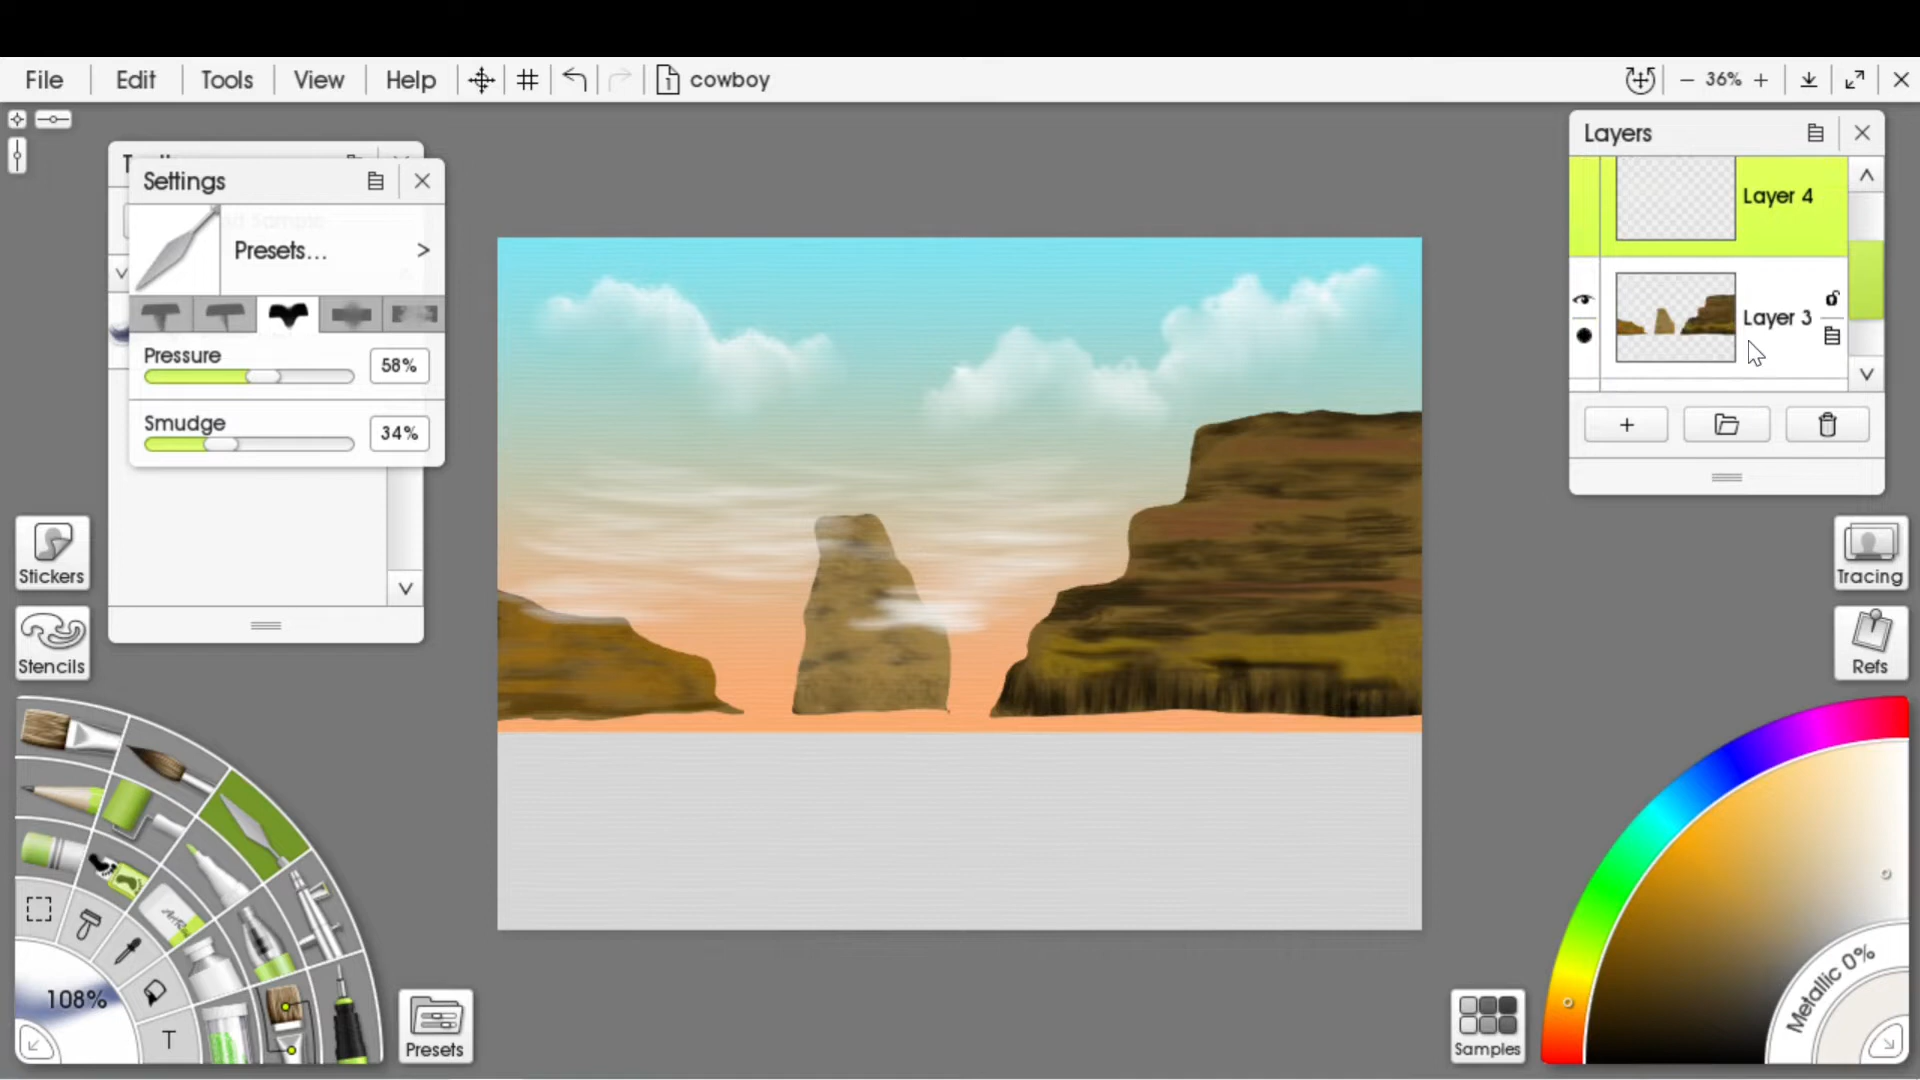 File
Edit
Tools
View
Help
cowboy
36%
Layers
Layer 4
Layer 3
Settings
Presets...
Pressure
58%
Smudge
34%
Stickers
Stencils
108%
T
Presets
Tracing
Refs
Samples
Metallic 0%